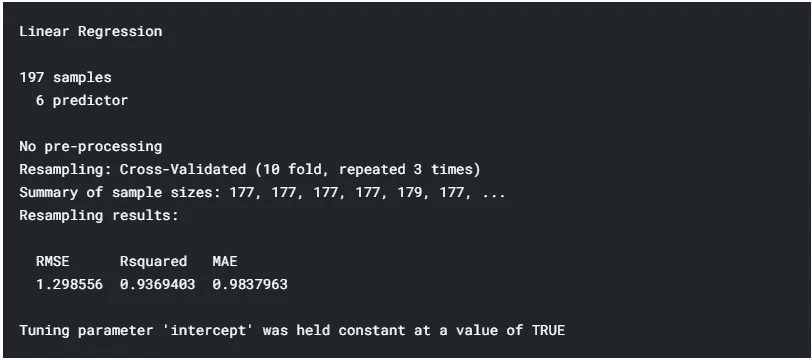 Linear Regression
197 samples
6 predictor
No pre-processing
Resampling: Cross-Validated (10 fold, repeated 3 times)
Summary of sample sizes: 177, 177, 177, 177, 179, 177, ...
Resampling results:
RMSE Rsquared MAE
1.298556 0.9369403 0.9837963
Tuning parameter 'intercept' was held constant at a value of TRUE